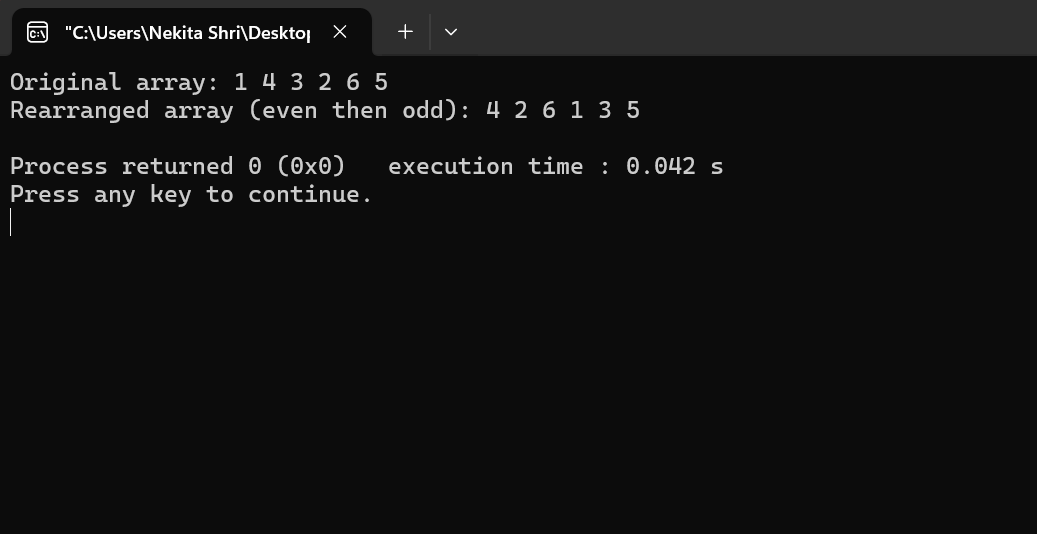 "C:\Users\Nekita Shri\Desktop
Original array: 1 4 3 2 6 5
Rearranged array (even then odd): 4 2 6 1 3 5
Process returned 0 (0x0)   execution time : 0.042 s
Press any key to continue.